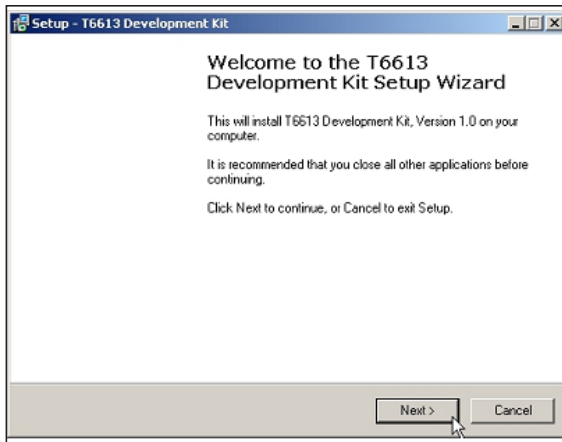 Setup - T6613 Development Kit
Welcome to the T6613
Development Kit Setup Wizard
This will install T6613 Development Kit, Version 1.0 on your
computer.
It is recommended that you close all other applications before
continuing.
Click Next to continue, or Cancel to exit Setup.
Next >
Cancel